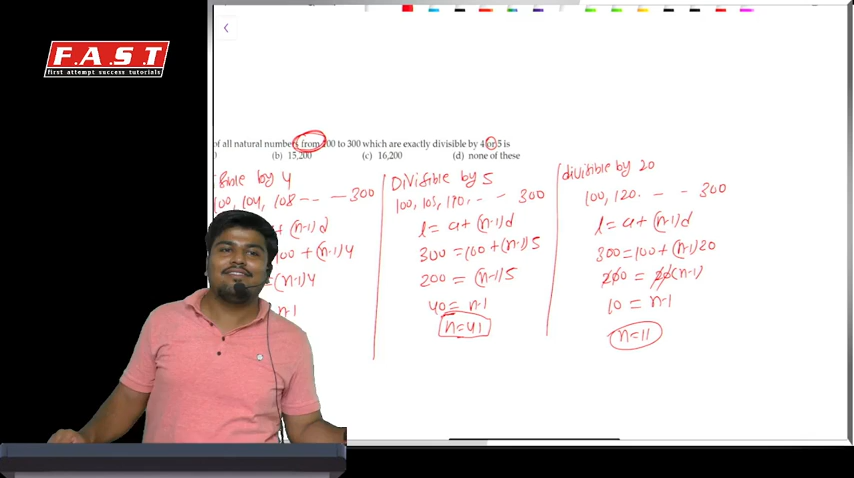 F.A.S.T
first attempt success tutorials
of all natural numbers from 100 to 300 which are exactly divisible by 4 or 5 is
(b) 15,200 (c) 16,200 (d) none of these
by 4
100, 104, 108 - - - 300
+ (n-1)d
100 + (n-1)4
= (n-1)4
n-1
Divisible by 5
100, 105, 110, - - - 300
l = a + (n-1)d
300 = 100 + (n-1)5
200 = (n-1)5
40 = n-1
n=41
divisible by 20
100, 120, - - - 300
l = a + (n-1)d
300 = 100 + (n-1)20
200 = 20 (n-1)
10 = n-1
n=11